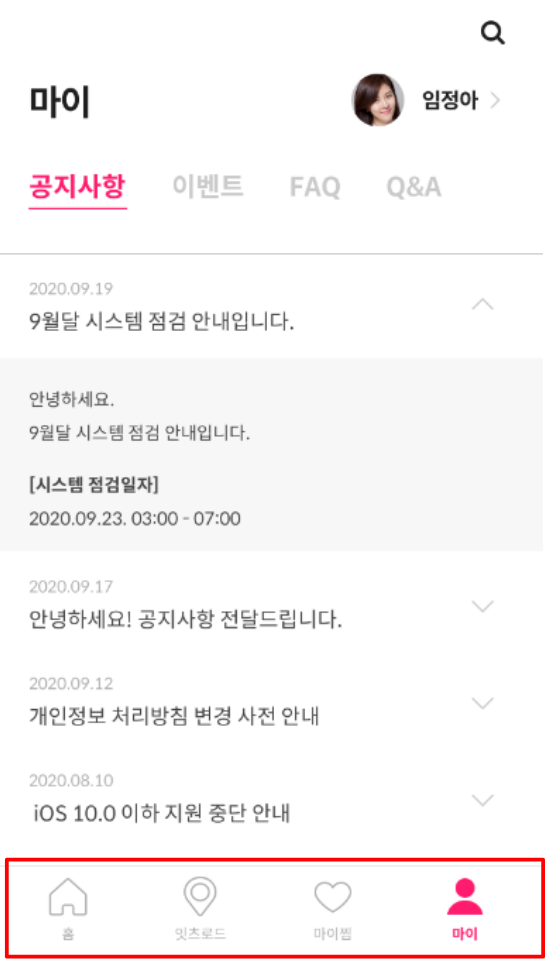 마이
임정아
공지사항 이벤트 FAQ Q&A
2020.09.19
9월달 시스템 점검 안내입니다.
안녕하세요.
9월달 시스템 점검 안내입니다.
[시스템 점검일자]
2020.09.23. 03:00 - 07:00
2020.09.17
안녕하세요! 공지사항 전달드립니다.
2020.09.12
개인정보 처리방침 변경 사전 안내
2020.08.10
iOS 10.0 이하 지원 중단 안내
홈 잇츠로드 마이찜 마이